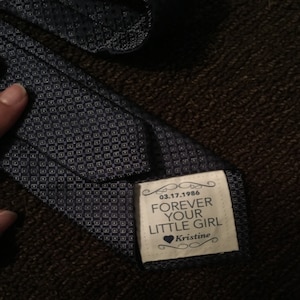 03.17.1986
FOREVER
YOUR
LITTLE GIRL
Kristine